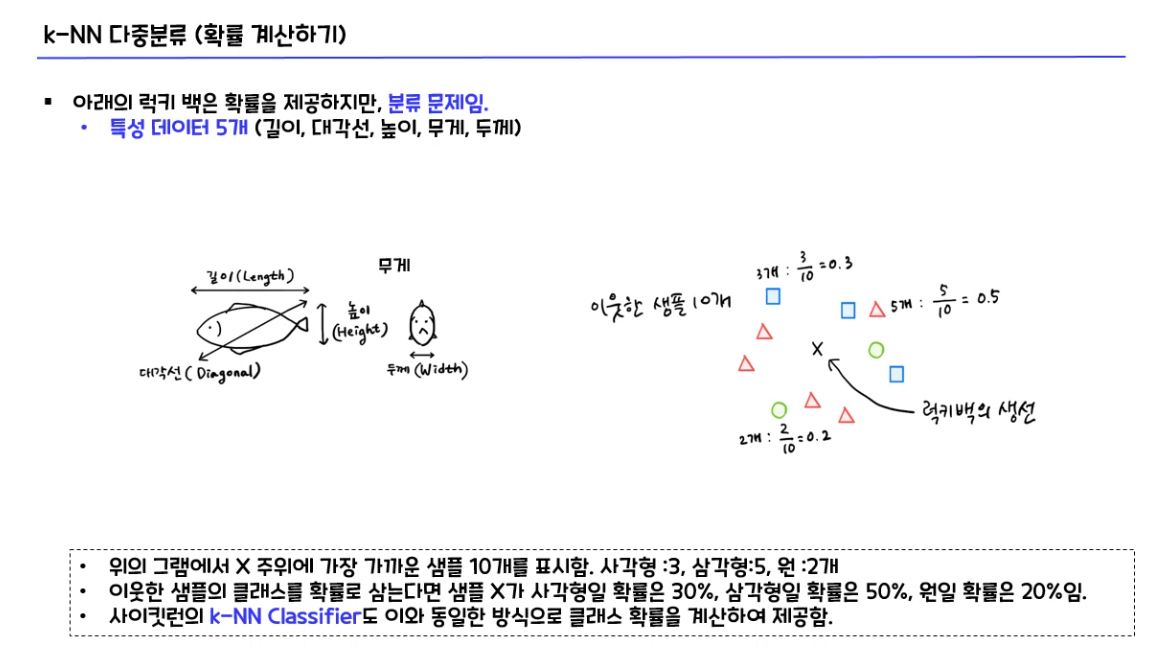 k-NN 다중분류 (확률 계산하기)
▪ 아래의 럭키 백은 확률을 제공하지만, 분류 문제임.
• 특성 데이터 5개 (길이, 대각선, 높이, 무게, 두께)
무게
길이(Length)
높이
(Height)
대각선( Diagonal)
두께(Width)
이웃한 샘플 10개
3개 : 3/10 = 0.3
5개 : 5/10 = 0.5
X
럭키백의 생선
2개 : 2/10 = 0.2
• 위의 그램에서 X 주위에 가장 가까운 샘플 10개를 표시함. 사각형 :3, 삼각형:5, 원 :2개
• 이웃한 샘플의 클래스를 확률로 삼는다면 샘플 X가 사각형일 확률은 30%, 삼각형일 확률은 50%, 원일 확률은 20%임.
• 사이킷런의 k-NN Classifier도 이와 동일한 방식으로 클래스 확률을 계산하여 제공함.